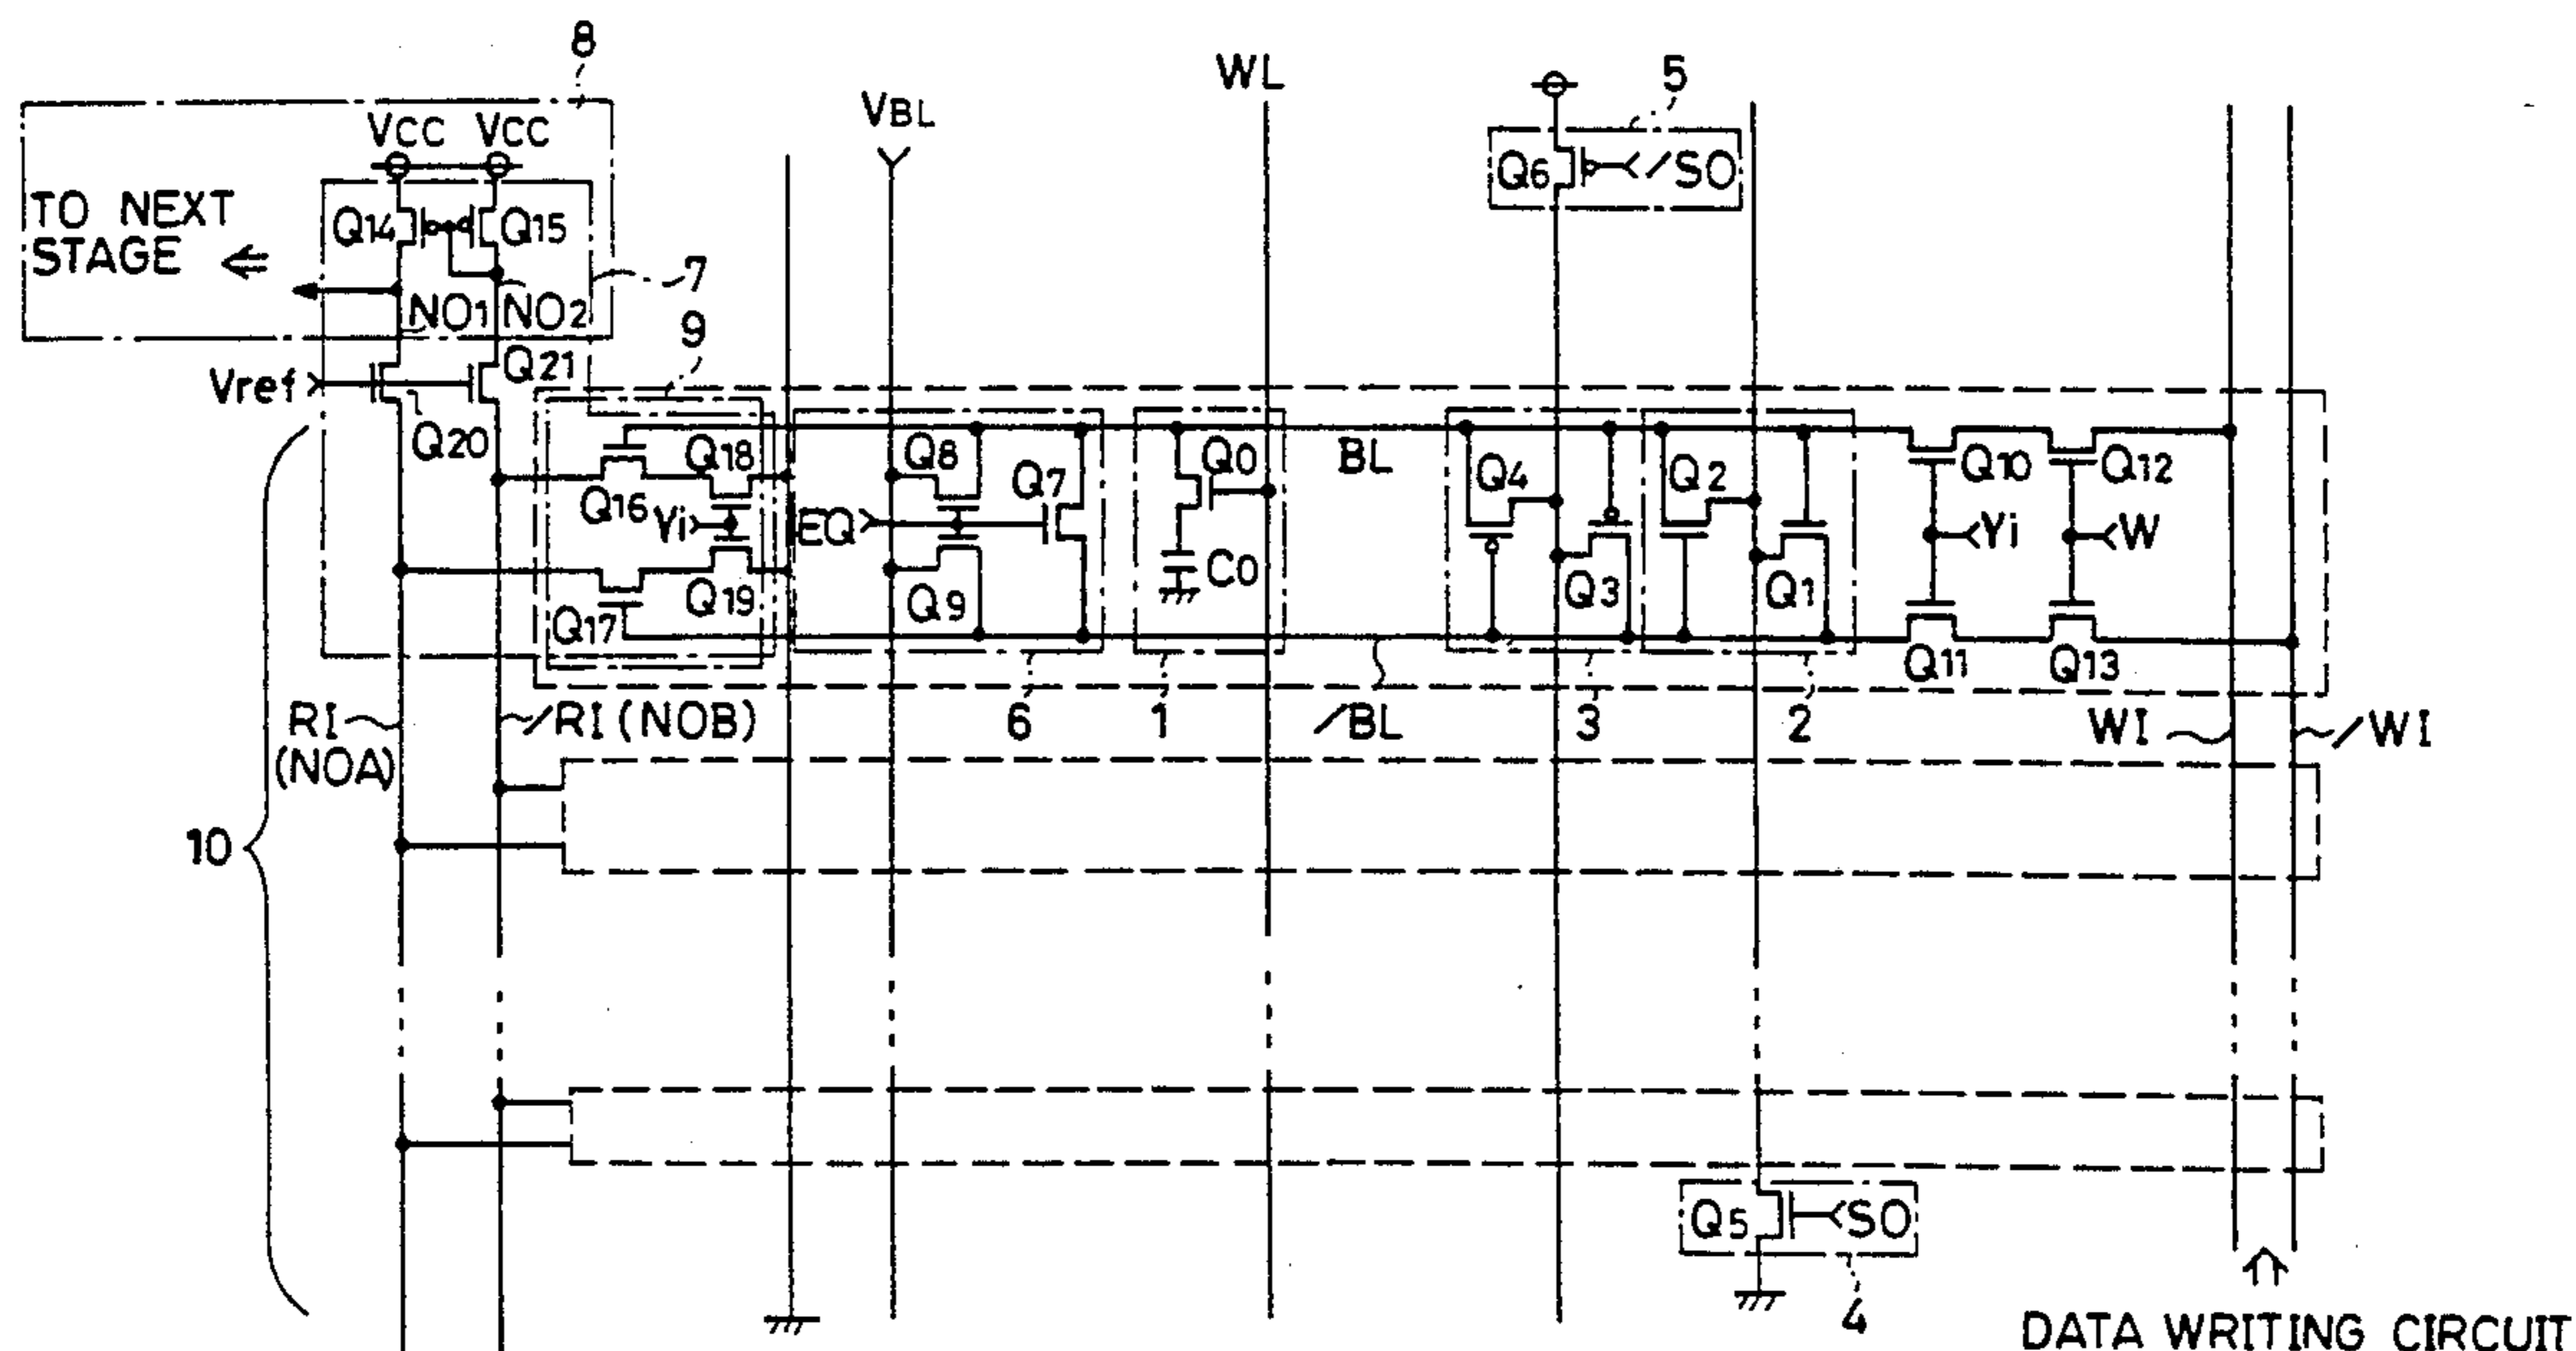 8
WL
5
VBL
VCC VCC
Q6 /SO
TO NEXT
STAGE
Q14 Q15
7
NO1 NO2
9
Vref
Q21
Q20
Q18 Q8 Q7 Q0 BL Q4 Q2 Q10 Q12
Q16 Yi EQ Yi W
Q17 Q19 Q9 C0 Q3 Q1
Q11 Q13
RI
(NOA)
/RI (NOB) 6 1 /BL 3 2 WI /WI
10
Q5 SO
4
DATA WRITING CIRCUIT